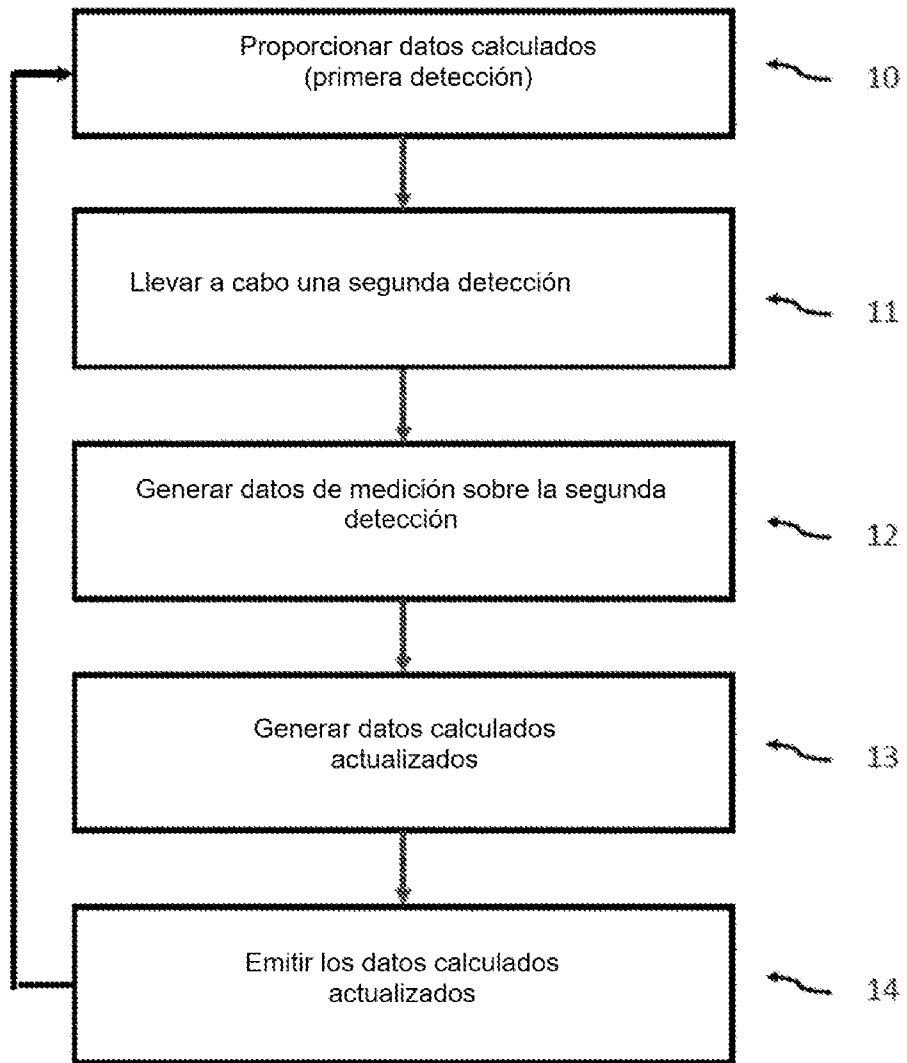 Proporcionar datos calculados
(primera detección)
10
Llevar a cabo una segunda detección
11
Generar datos de medición sobre la segunda
detección
12
Generar datos calculados
actualizados
13
Emitir los datos calculados
actualizados
14